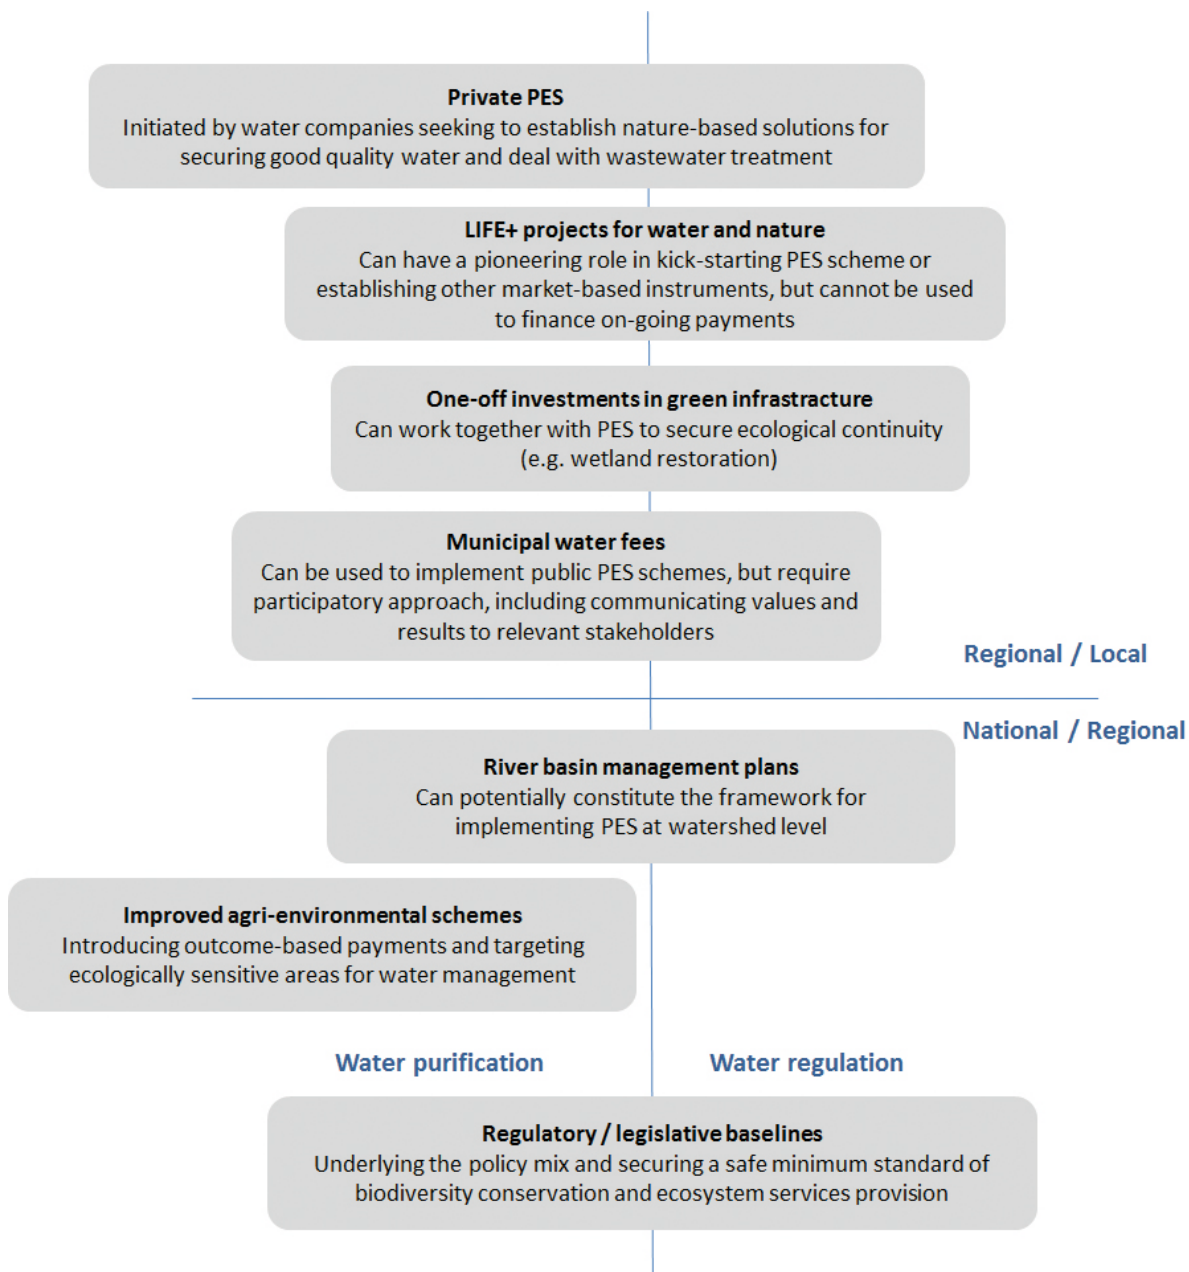 Private PES
Initiated by water companies seeking to establish nature-based solutions for
securing good quality water and deal with wastewater treatment
LIFE+ projects for water and nature
Can have a pioneering role in kick-starting PES scheme or
establishing other market-based instruments, but cannot be used
to finance on-going payments
One-off investments in green infrastracture
Can work together with PES to secure ecological continuity
(e.g. wetland restoration)
Municipal water fees
Can be used to implement public PES schemes, but require
participatory approach, including communicating values and
results to relevant stakeholders
Regional / Local
National / Regional
River basin management plans
Can potentially constitute the framework for
implementing PES at watershed level
Improved agri-environmental schemes
Introducing outcome-based payments and targeting
ecologically sensitive areas for water management
Water purification
Water regulation
Regulatory / legislative baselines
Underlying the policy mix and securing a safe minimum standard of
biodiversity conservation and ecosystem services provision